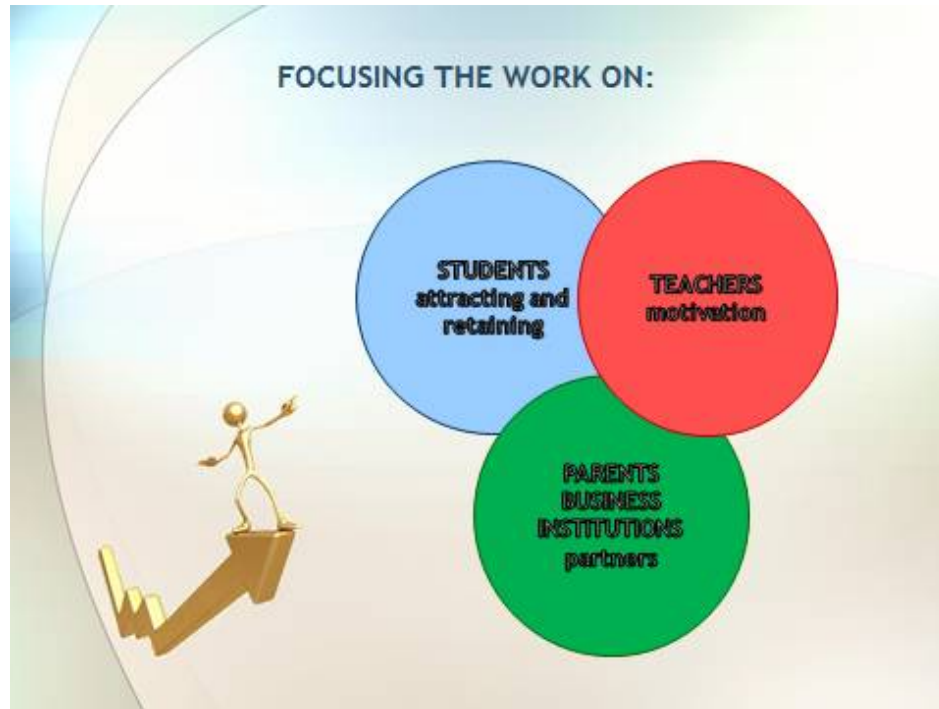 FOCUSING THE WORK ON:
STUDENTS
attracting and
retaining
TEACHERS
motivation
PARENTS
BUSINESS
INSTITUTIONS
partners